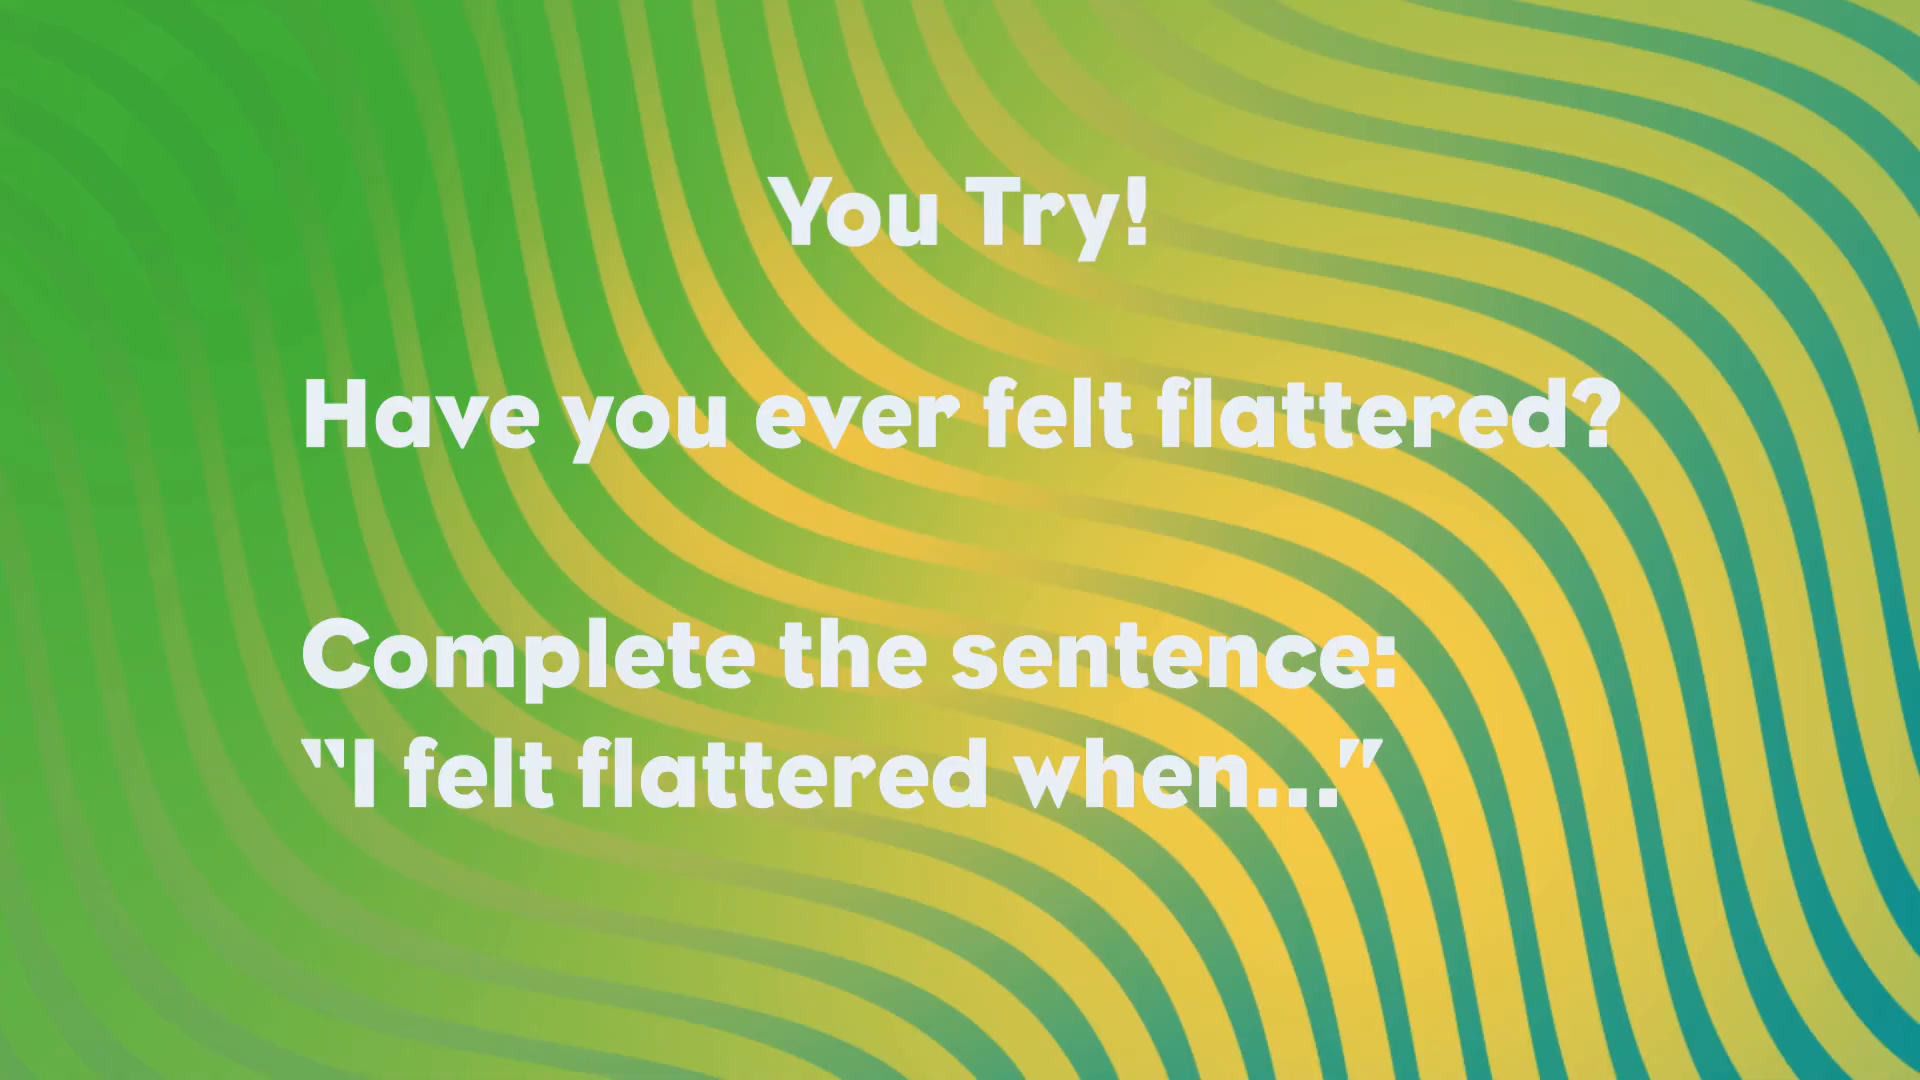 You Try!
Have you ever felt flattered?
Complete the sentence:
“I felt flattered when...”